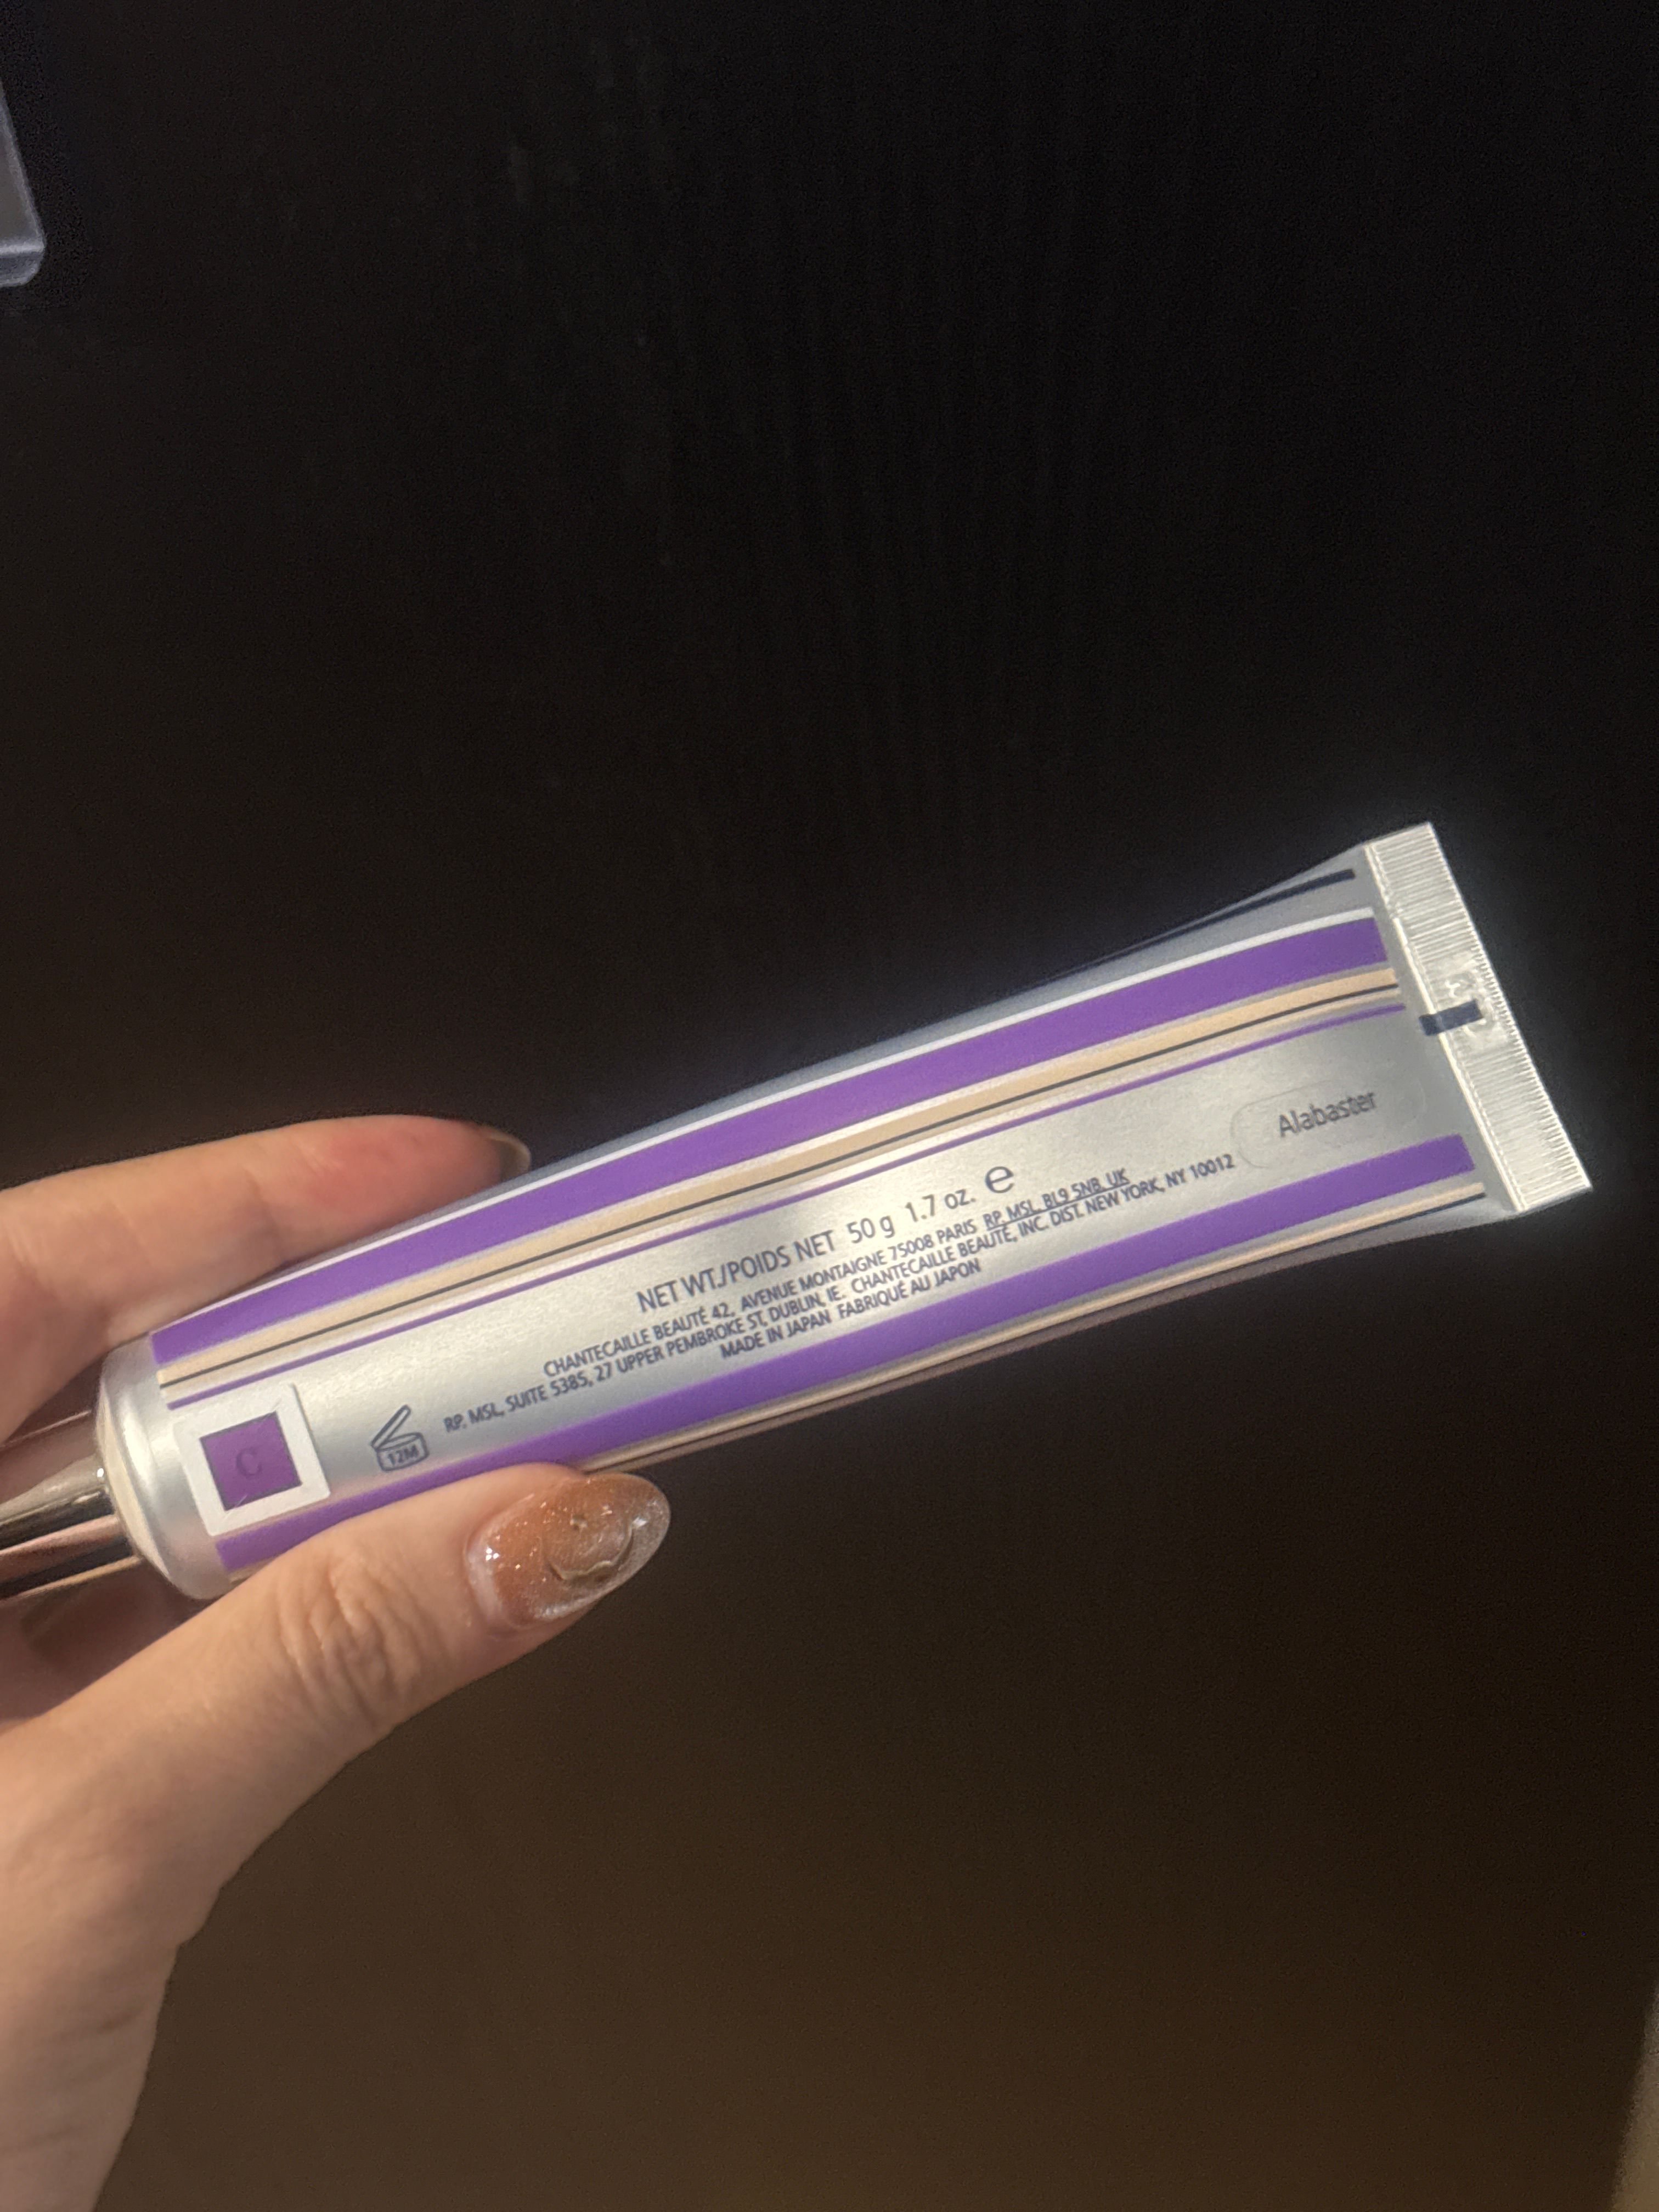 NET WT./POIDS NET 50 g 1.7 oz. e
CHANTECAILLE BEAUTÉ 42, AVENUE MONTAIGNE 75008 PARIS RP, MSL, BL9 5NB, UK
RP, MSL, SUITE 5385, 27 UPPER PEMBROKE ST, DUBLIN, IE. CHANTECAILLE BEAUTÉ, INC. DIST. NEW YORK, NY 10012
MADE IN JAPAN FABRIQUÉ AU JAPON
Alabaster
12M
C